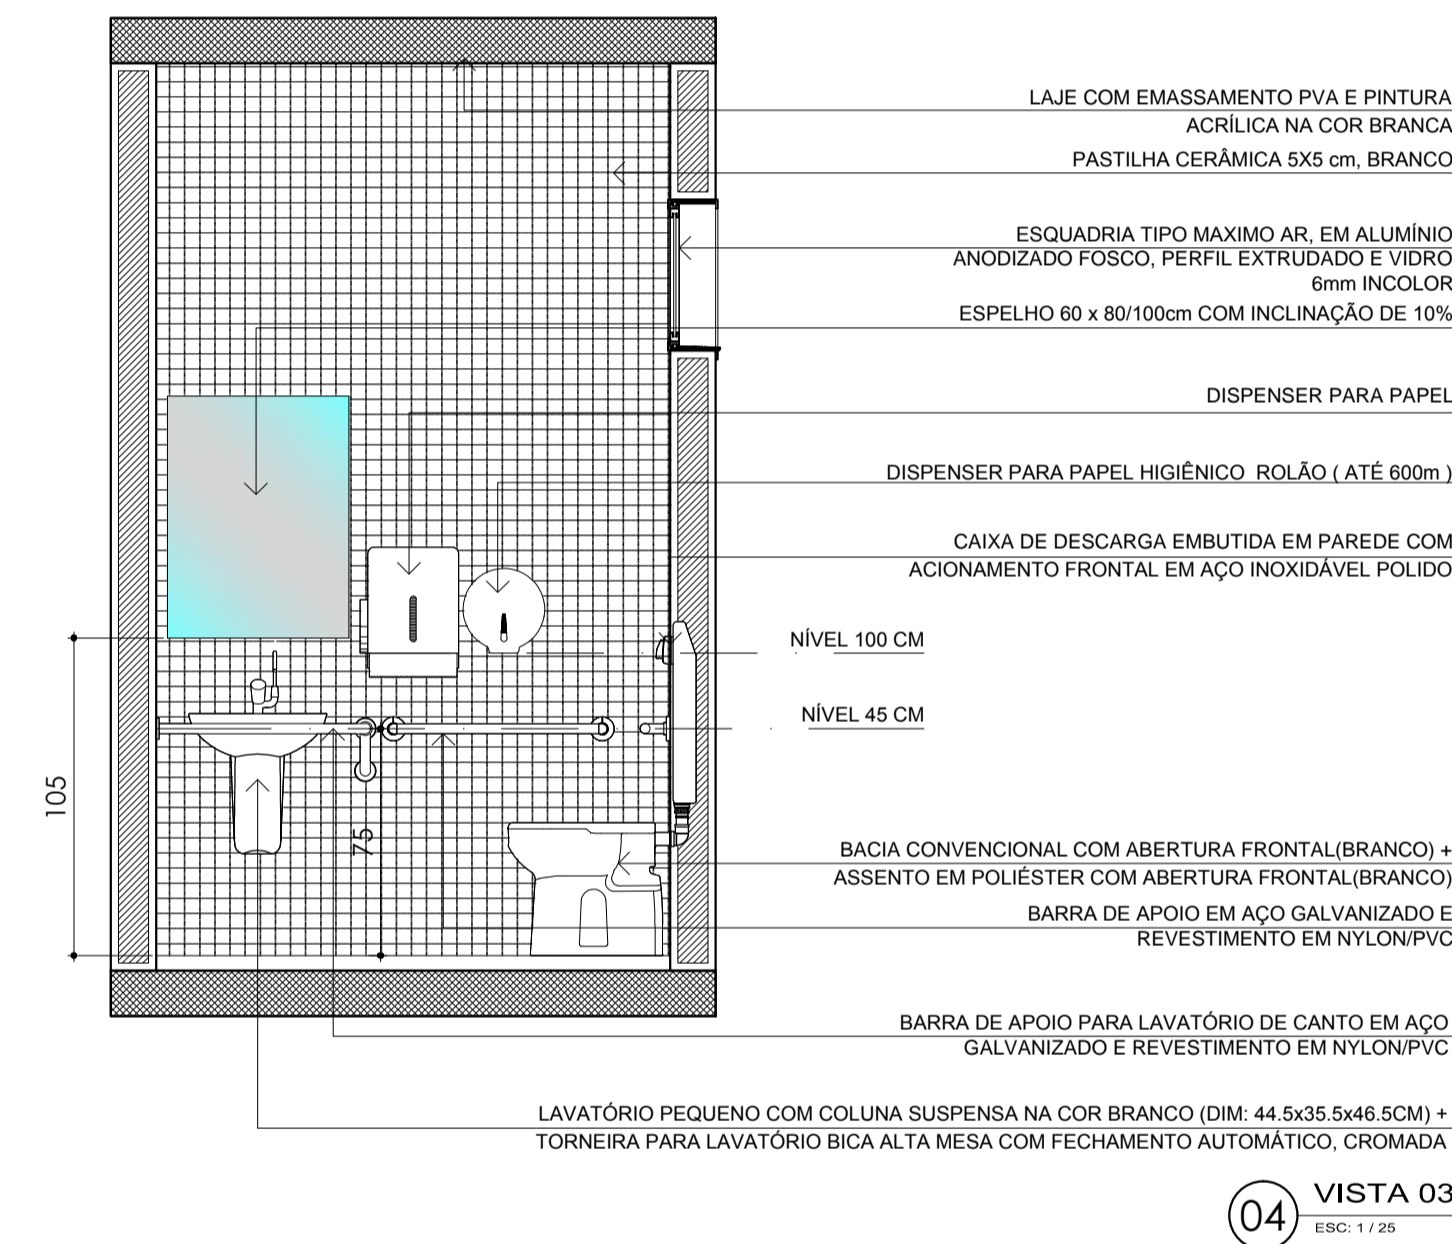 LAJE COM EMASSAMENTO PVA E PINTURA
ACRÍLICA NA COR BRANCA
PASTILHA CERÂMICA 5X5 cm, BRANCO
ESQUADRIA TIPO MAXIMO AR, EM ALUMÍNIO
ANODIZADO FOSCO, PERFIL EXTRUDADO E VIDRO
6mm INCOLOR
ESPELHO 60 x 80/100cm COM INCLINAÇÃO DE 10%
DISPENSER PARA PAPEL
DISPENSER PARA PAPEL HIGIÊNICO ROLÃO ( ATÉ 600m )
CAIXA DE DESCARGA EMBUTIDA EM PAREDE COM
ACIONAMENTO FRONTAL EM AÇO INOXIDÁVEL POLIDO
NÍVEL 100 CM
NÍVEL 45 CM
105
75
BACIA CONVENCIONAL COM ABERTURA FRONTAL(BRANCO) +
ASSENTO EM POLIÉSTER COM ABERTURA FRONTAL(BRANCO)
BARRA DE APOIO EM AÇO GALVANIZADO E
REVESTIMENTO EM NYLON/PVC
BARRA DE APOIO PARA LAVATÓRIO DE CANTO EM AÇO
GALVANIZADO E REVESTIMENTO EM NYLON/PVC
LAVATÓRIO PEQUENO COM COLUNA SUSPENSA NA COR BRANCO (DIM: 44.5x35.5x46.5CM) +
TORNEIRA PARA LAVATÓRIO BICA ALTA MESA COM FECHAMENTO AUTOMÁTICO, CROMADA
04 VISTA 03
ESC: 1 / 25